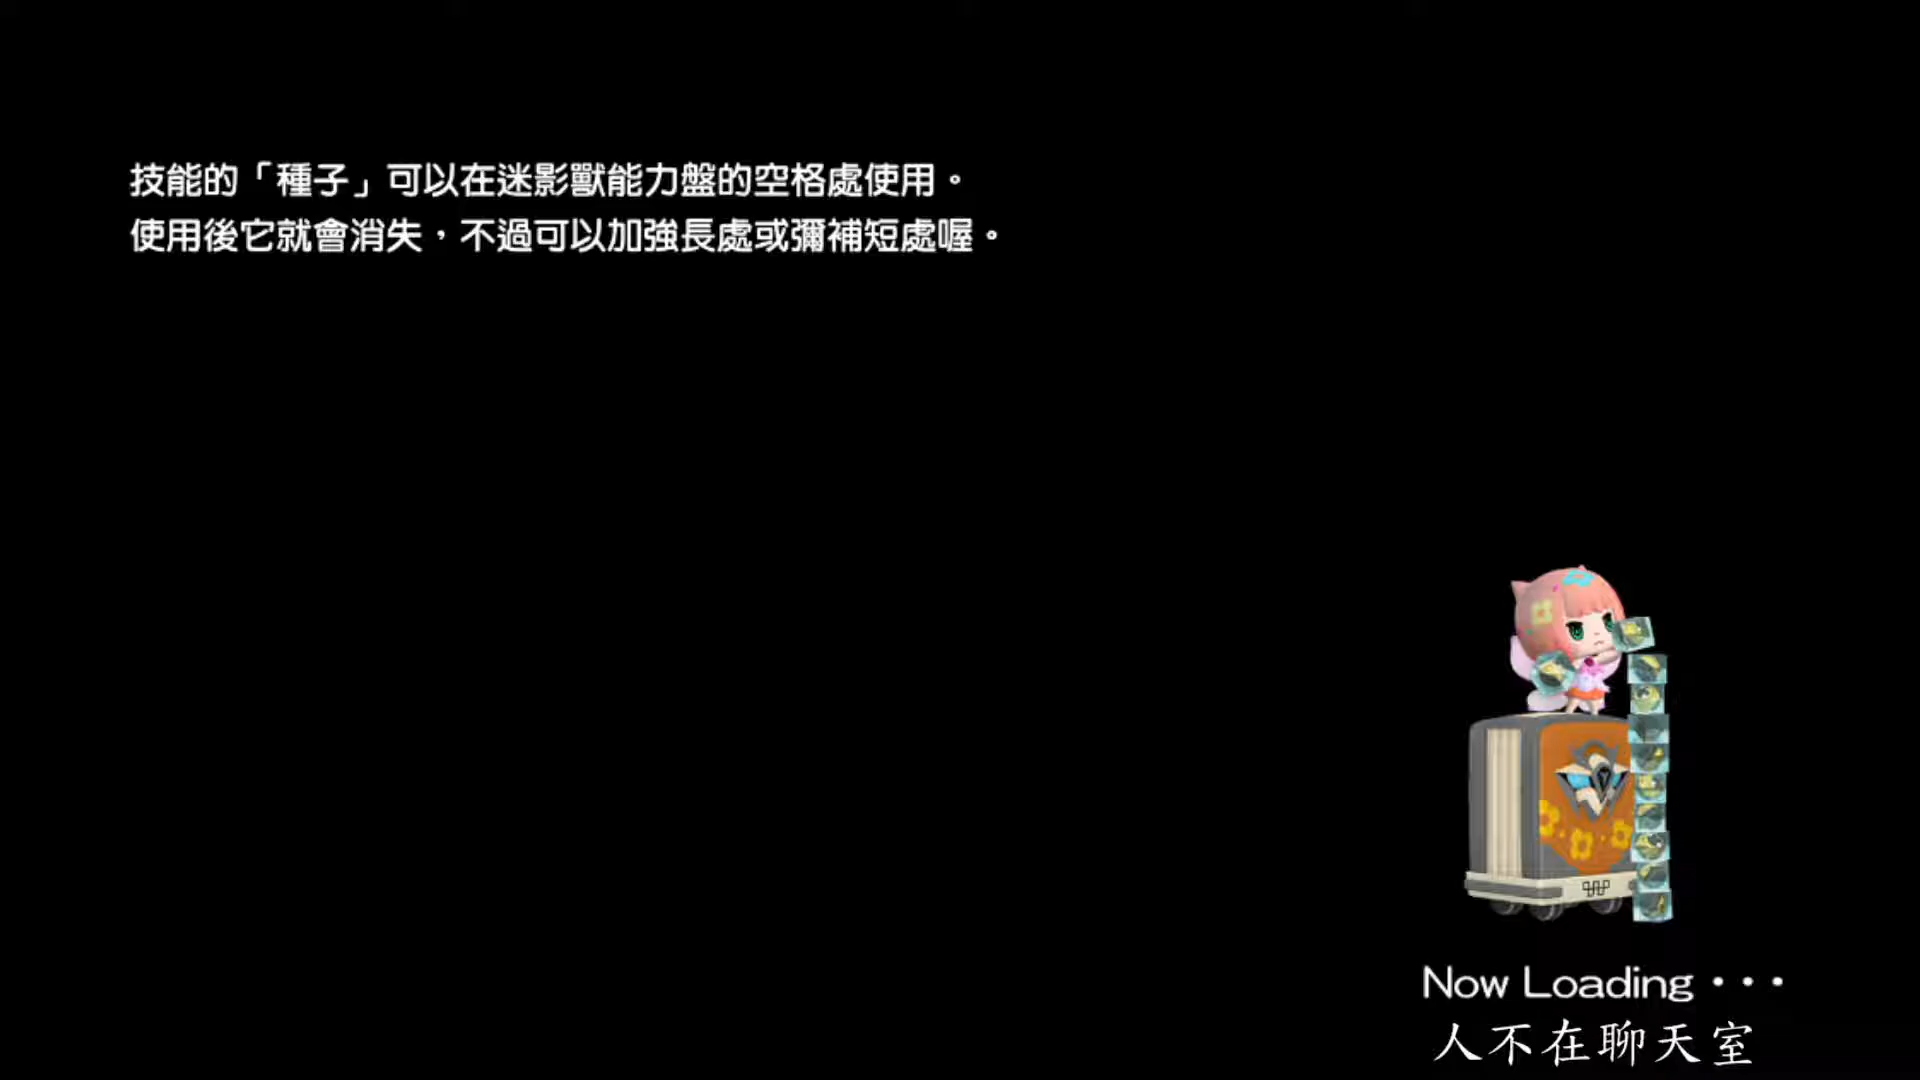 技能的「種子」可以在迷影獸能力盤的空格處使用。
使用後它就會消失，不過可以加強長處或彌補短處喔。
Now Loading・・・
人不在聊天室